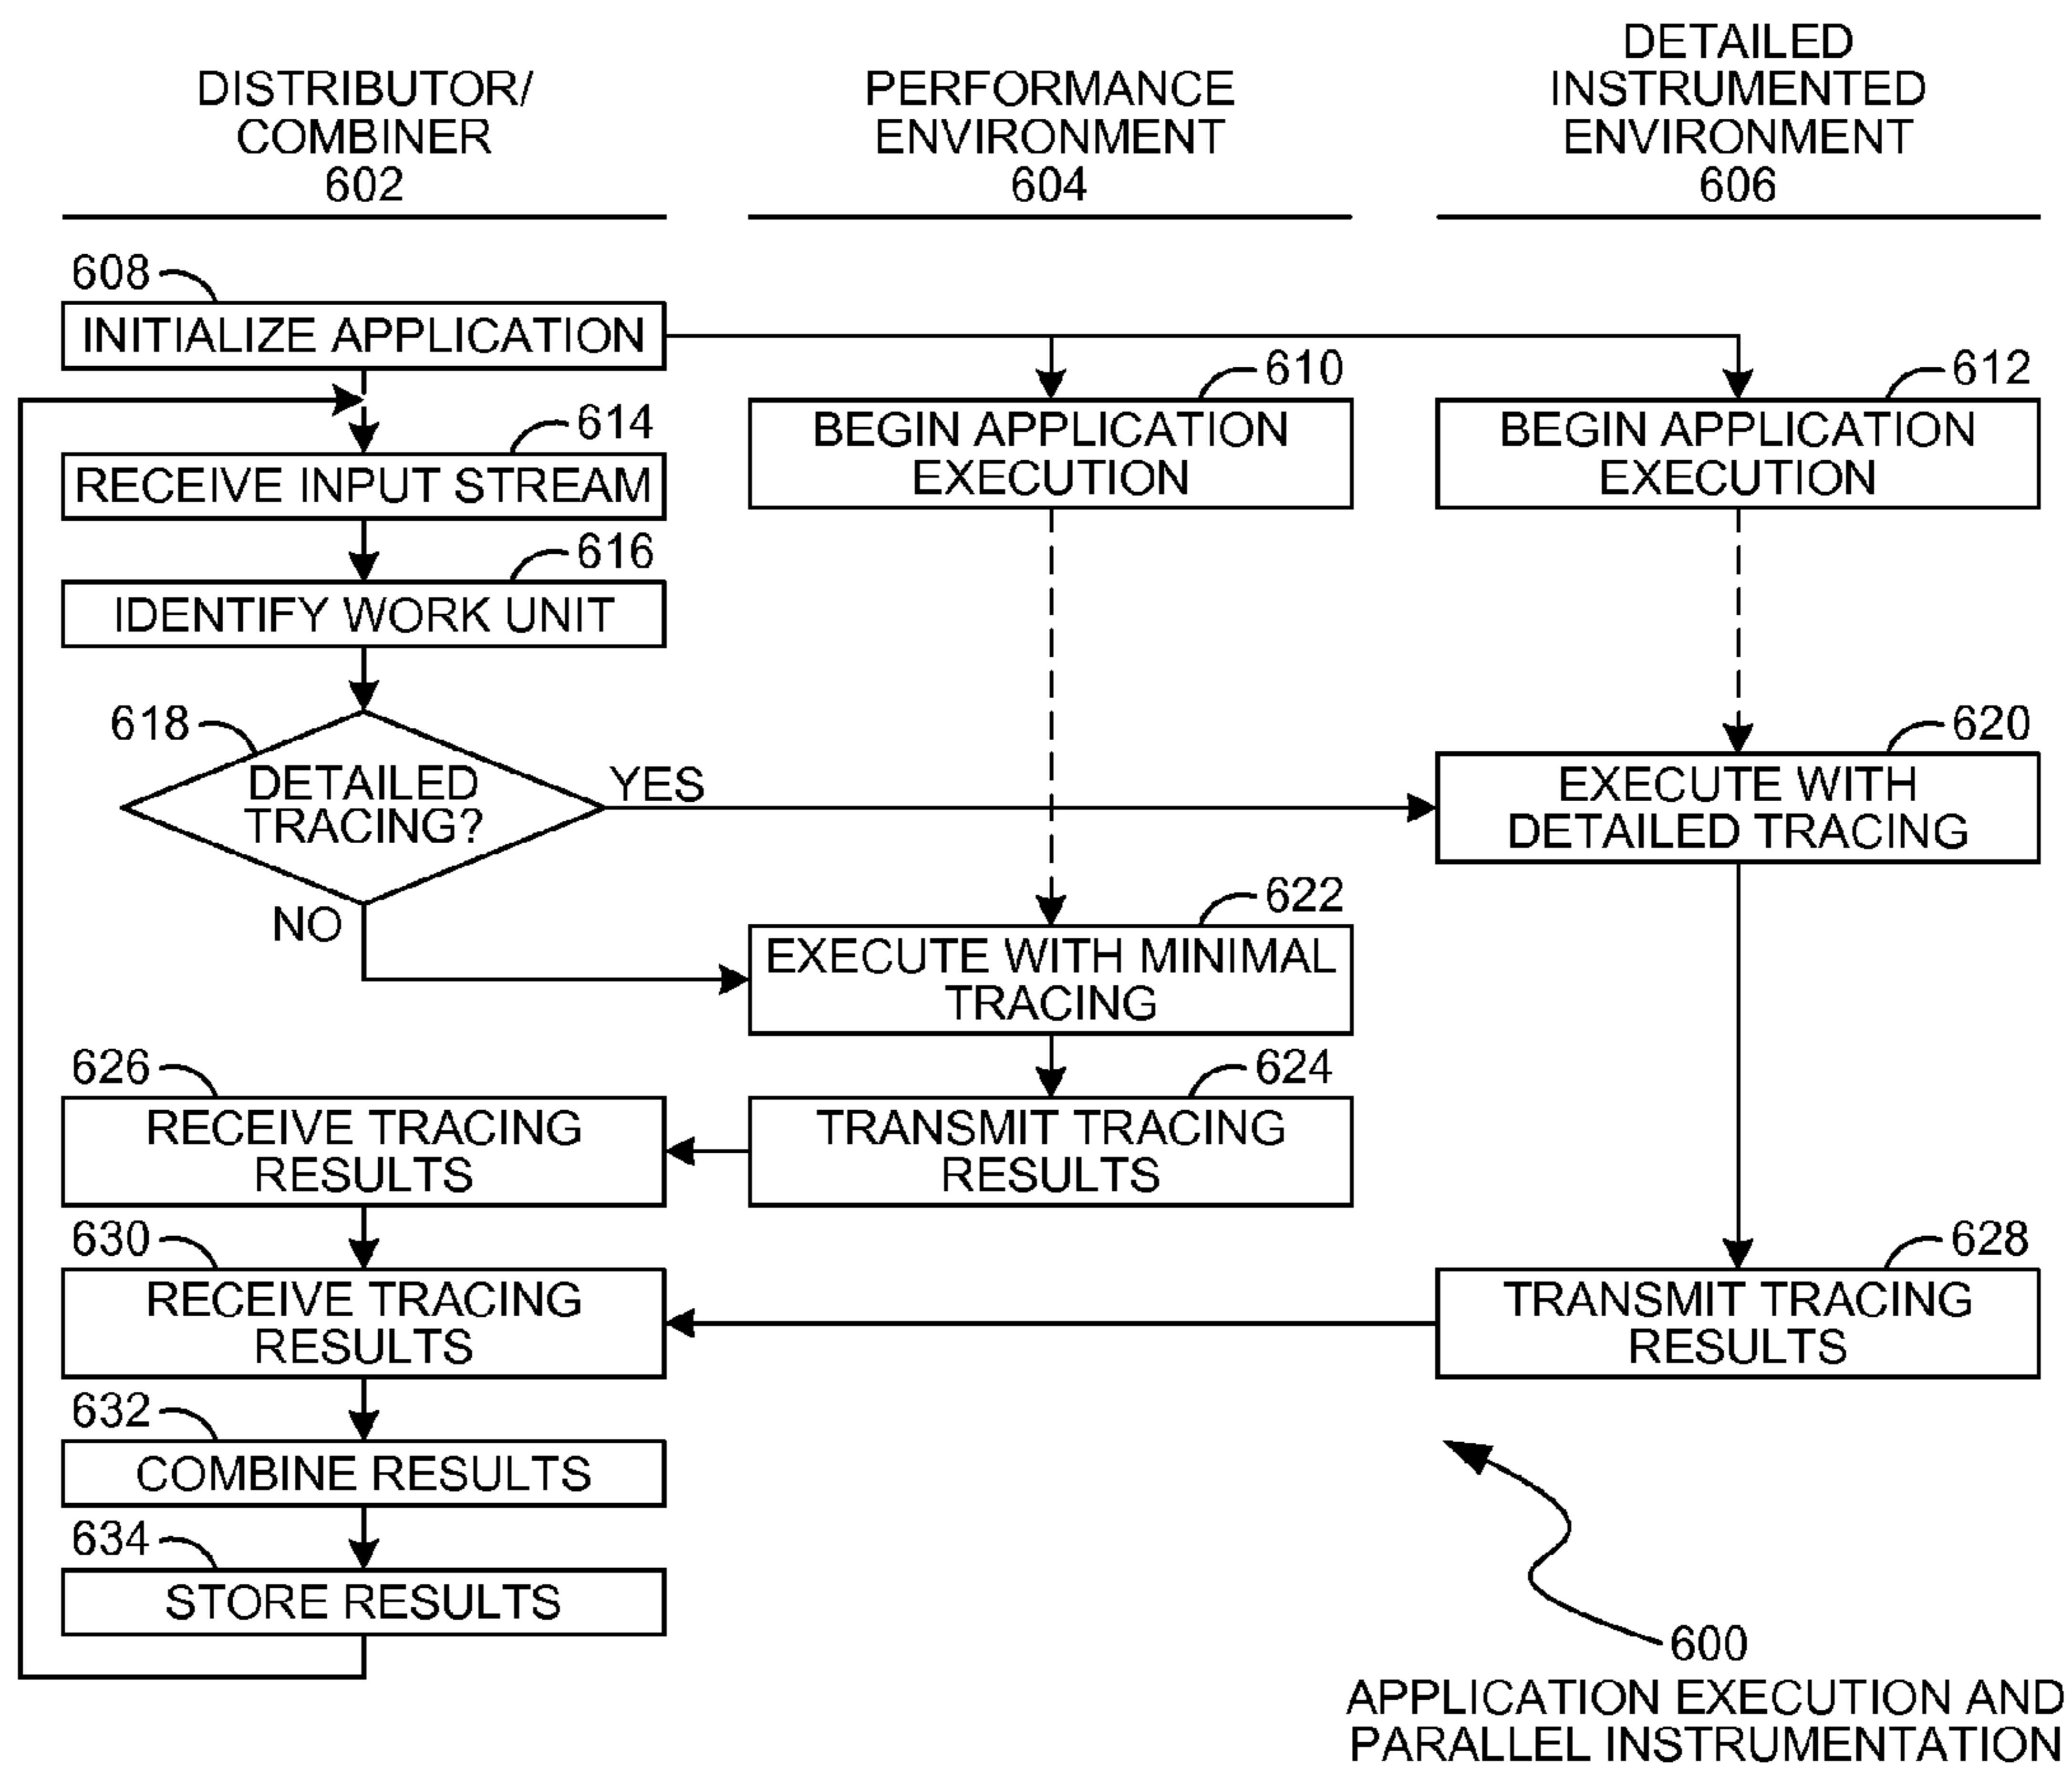 DISTRIBUTOR/
COMBINER
602
PERFORMANCE
ENVIRONMENT
604
DETAILED
INSTRUMENTED
ENVIRONMENT
606
608
INITIALIZE APPLICATION
610
BEGIN APPLICATION
EXECUTION
612
BEGIN APPLICATION
EXECUTION
614
RECEIVE INPUT STREAM
616
IDENTIFY WORK UNIT
618
DETAILED
TRACING?
YES
NO
620
EXECUTE WITH
DETAILED TRACING
622
EXECUTE WITH MINIMAL
TRACING
624
TRANSMIT TRACING
RESULTS
626
RECEIVE TRACING
RESULTS
628
TRANSMIT TRACING
RESULTS
630
RECEIVE TRACING
RESULTS
632
COMBINE RESULTS
634
STORE RESULTS
600
APPLICATION EXECUTION AND
PARALLEL INSTRUMENTATION